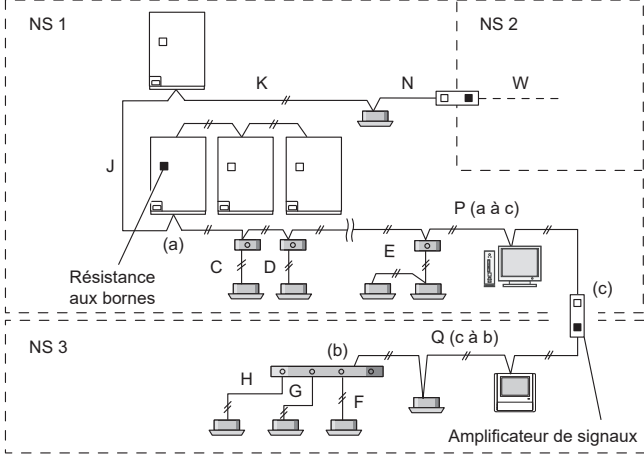 NS 1
NS 2
K
N
W
J
P (a à c)
(a)
E
C
D
(c)
Résistance
aux bornes
NS 3
(b)
Q (c à b)
H
G
F
Amplificateur de signaux